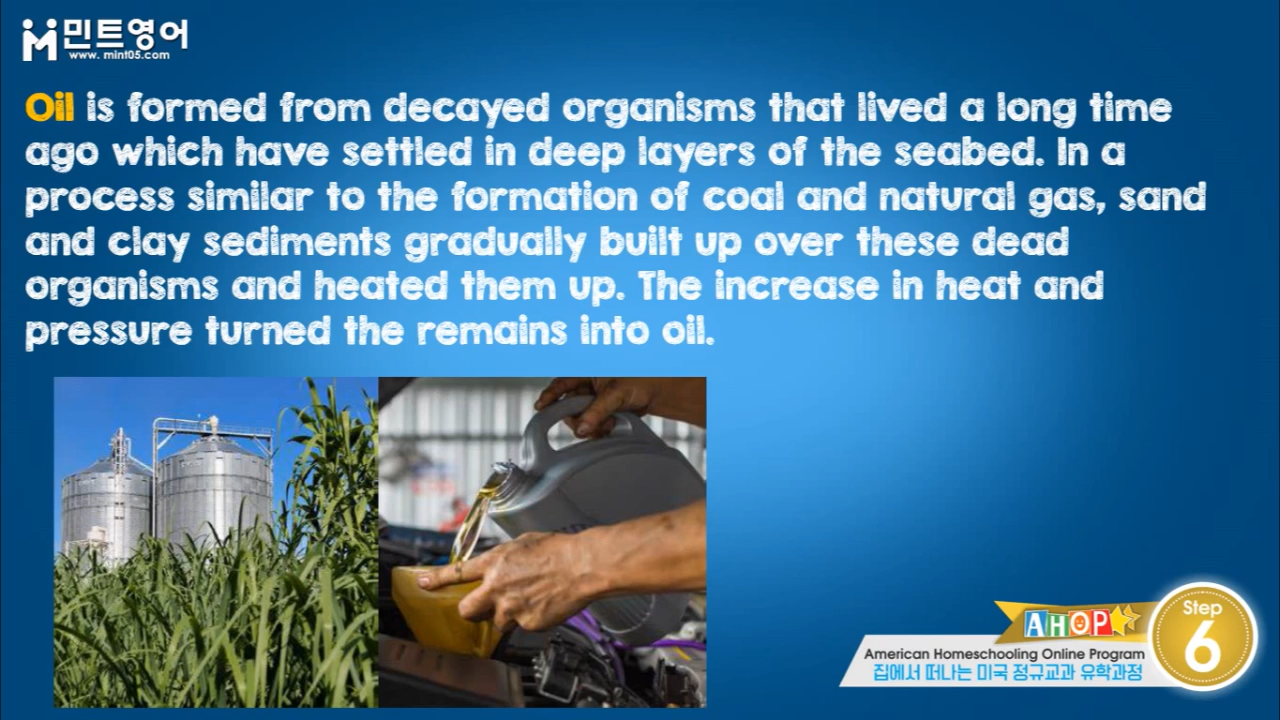 민트영어
www.mint05.com
Oil is formed from decayed organisms that lived a long time
ago which have settled in deep layers of the seabed. In a
process similar to the formation of coal and natural gas, sand
and clay sediments gradually built up over these dead
organisms and heated them up. The increase in heat and
pressure turned the remains into oil.
AHOP
Step
6
American Homeschooling Online Program
집에서 떠나는 미국 정규교과 유학과정